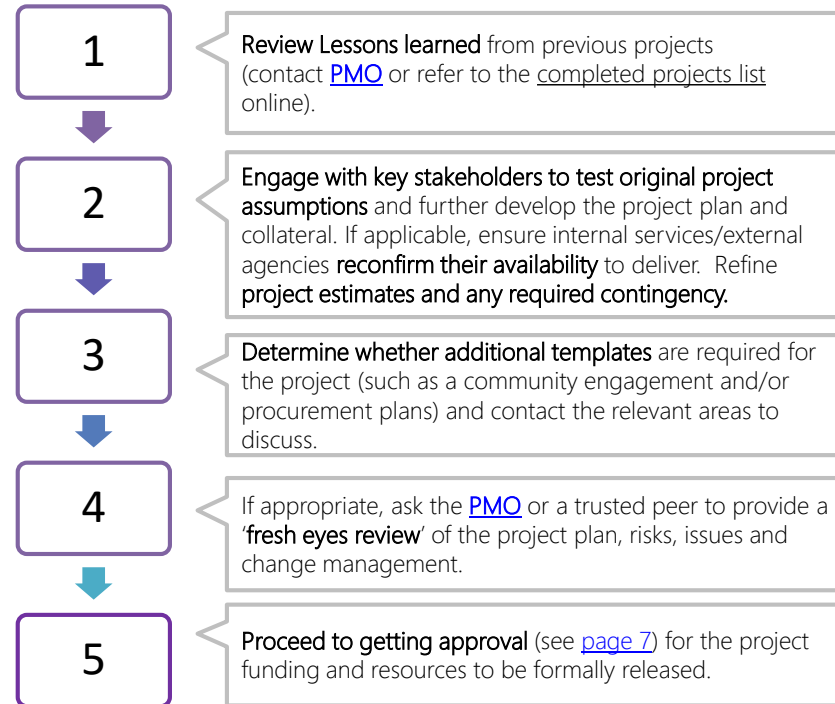 1
Review Lessons learned from previous projects
(contact PMO or refer to the completed projects list
online).
2
Engage with key stakeholders to test original project
assumptions and further develop the project plan and
collateral. If applicable, ensure internal services/external
agencies reconfirm their availability to deliver.  Refine
project estimates and any required contingency.
3
Determine whether additional templates are required for
the project (such as a community engagement and/or
procurement plans) and contact the relevant areas to
discuss.
4
If appropriate, ask the PMO or a trusted peer to provide a
‘fresh eyes review’ of the project plan, risks, issues and
change management.
5
Proceed to getting approval (see page 7) for the project
funding and resources to be formally released.